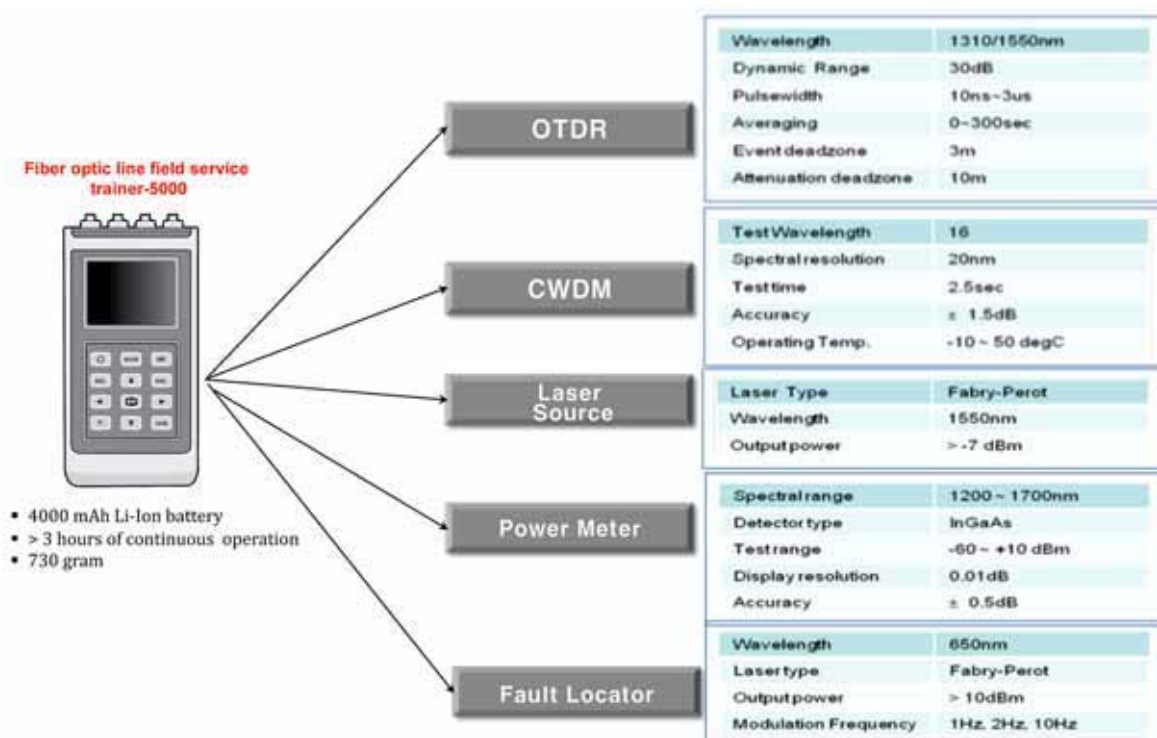 Fiber optic line field service
trainer-5000
4000 mAh Li-Ion battery
> 3 hours of continuous operation
730 gram
OTDR
Wavelength 1310/1550nm
Dynamic Range 30dB
Pulsewidth 10ns~3us
Averaging 0~300sec
Event deadzone 3m
Attenuation deadzone 10m
CWDM
Test Wavelength 16
Spectral resolution 20nm
Test time 2.5sec
Accuracy ± 1.5dB
Operating Temp. -10 ~ 50 degC
Laser
Source
Laser Type Fabry-Perot
Wavelength 1550nm
Output power > -7 dBm
Power Meter
Spectral range 1200 ~ 1700nm
Detector type InGaAs
Test range -60 ~ +10 dBm
Display resolution 0.01dB
Accuracy ± 0.5dB
Fault Locator
Wavelength 650nm
Laser type Fabry-Perot
Output power > 10dBm
Modulation Frequency 1Hz, 2Hz, 10Hz